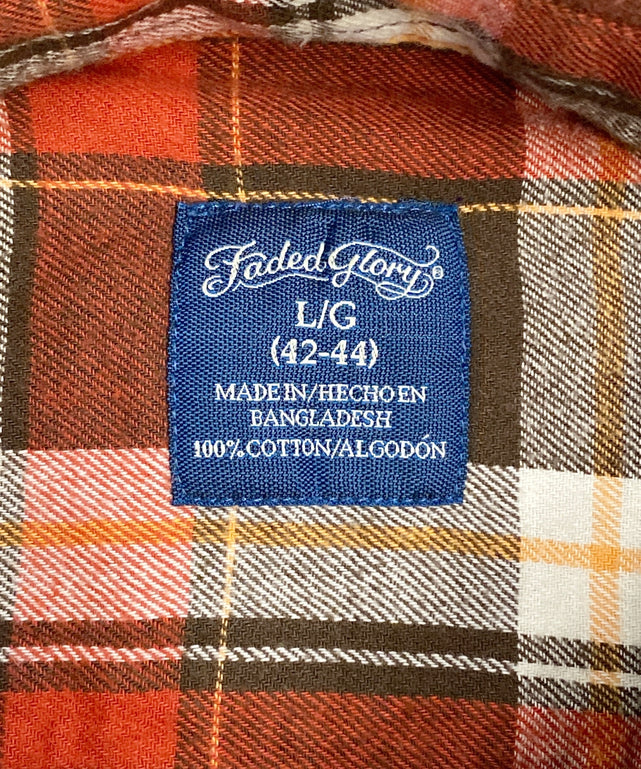 Faded Glory®
L/G
(42-44)
MADE IN/HECHO EN
BANGLADESH
100% COTTON/ALGODÓN